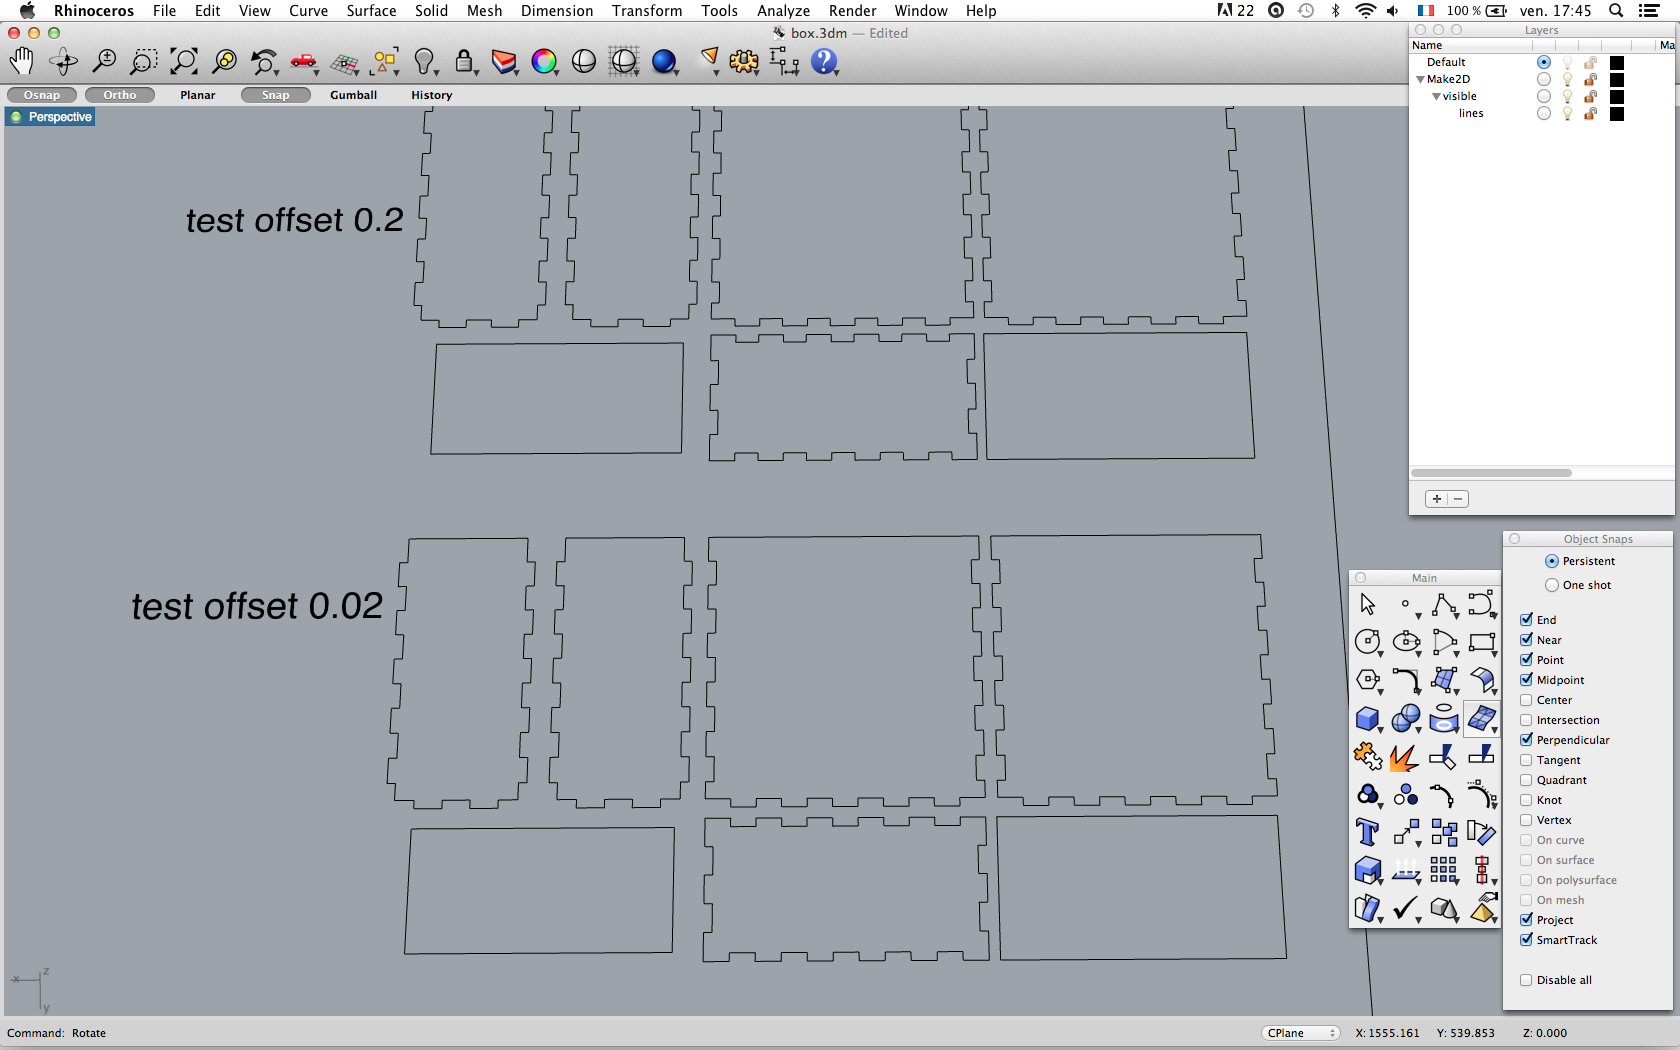 Rhinoceros File Edit View Curve Surface Solid Mesh Dimension Transform Tools Analyze Render Window Help 22 100 % ven. 17:45
box.3dm — Edited
Osnap Ortho Planar Snap Gumball History
Perspective
test offset 0.2
test offset 0.02
x z
y
Layers
Name Ma
Default
Make2D
visible
lines
+ −
Main
Object Snaps
Persistent
One shot
End
Near
Point
Midpoint
Center
Intersection
Perpendicular
Tangent
Quadrant
Knot
Vertex
On curve
On surface
On polysurface
On mesh
Project
SmartTrack
Disable all
Command: Rotate CPlane X: 1555.161 Y: 539.853 Z: 0.000